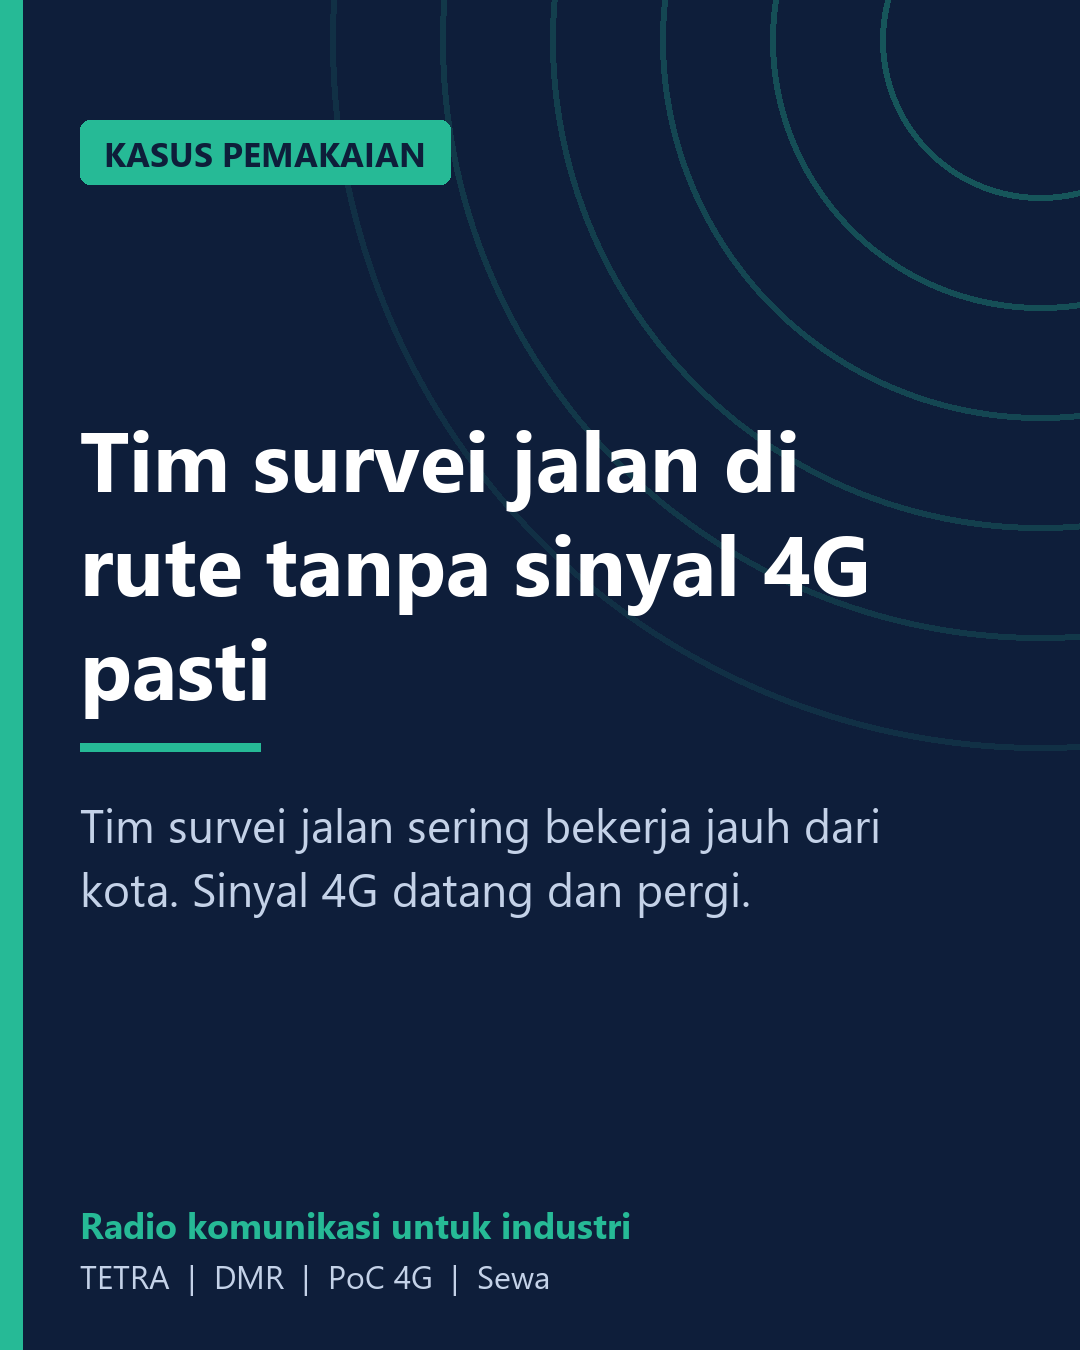 KASUS PEMAKAIAN
Tim survei jalan di
rute tanpa sinyal 4G
pasti
Tim survei jalan sering bekerja jauh dari
kota. Sinyal 4G datang dan pergi.
Radio komunikasi untuk industri
TETRA | DMR | PoC 4G | Sewa